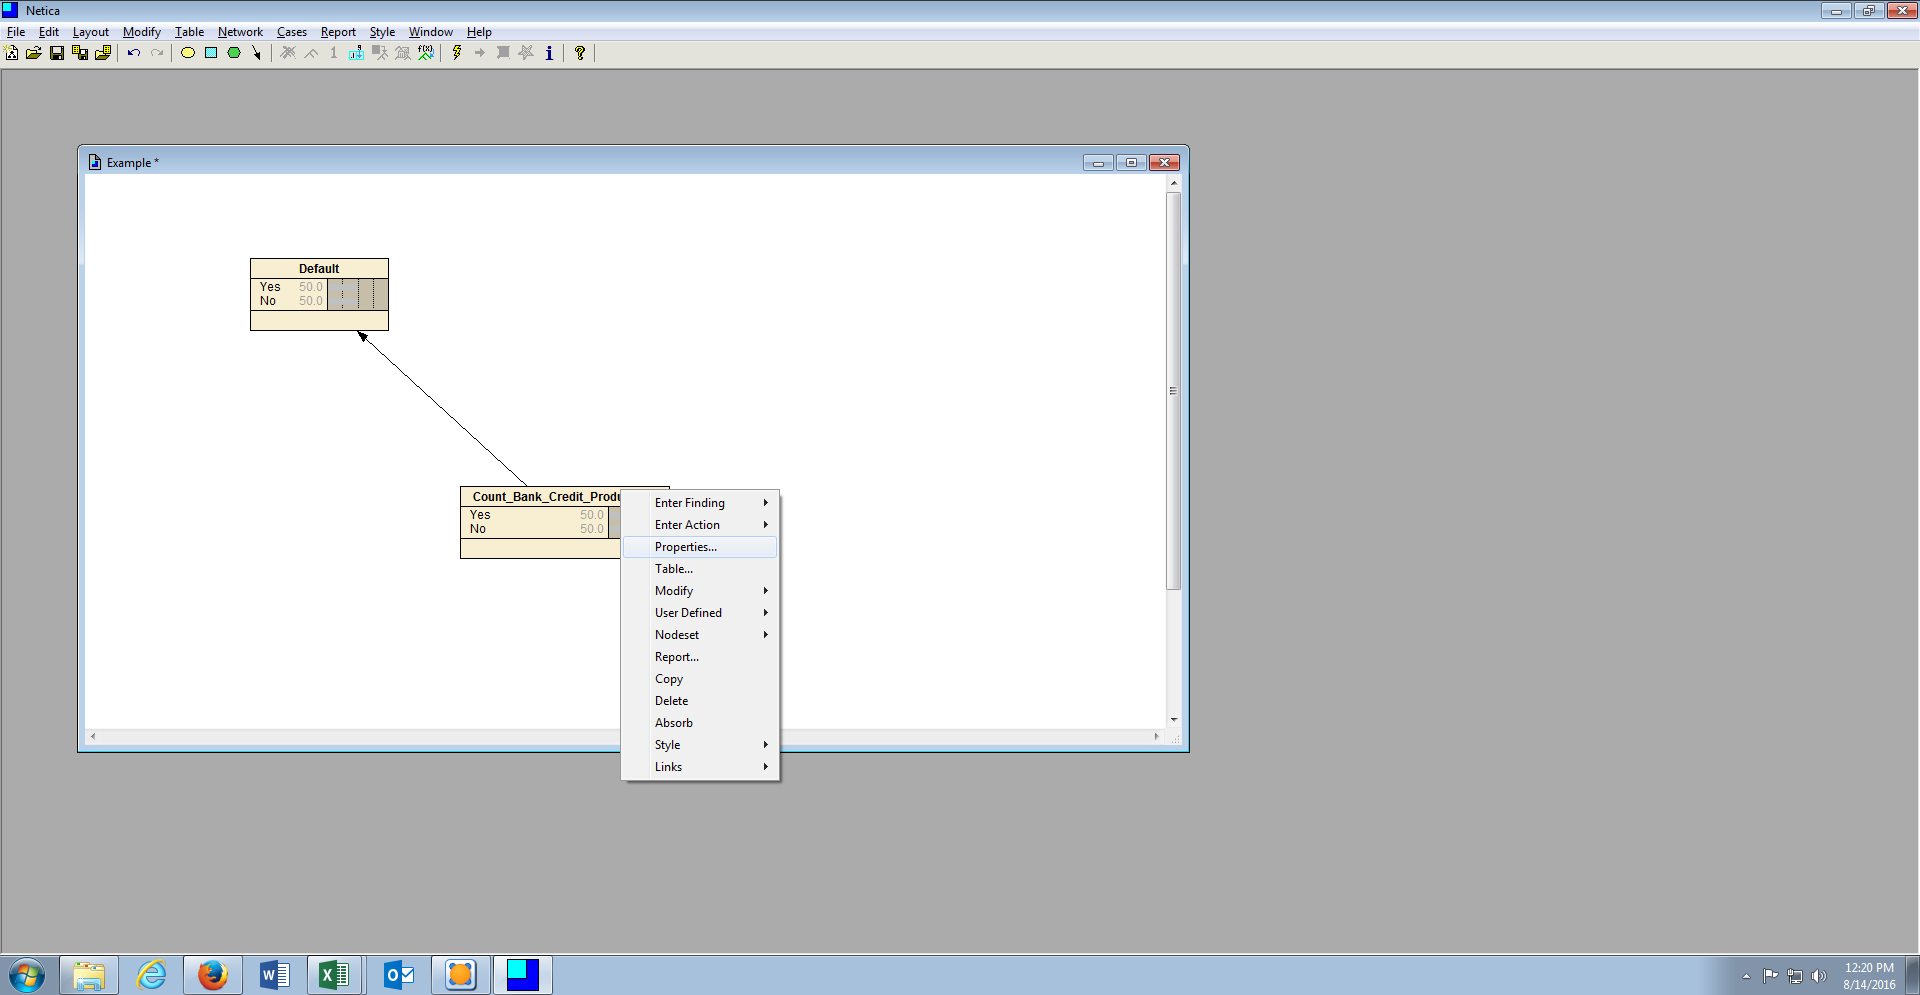 Netica
File Edit Layout Modify Table Network Cases Report Style Window Help
Example *
Default
Yes 50.0
No 50.0
Count_Bank_Credit_Produ
Yes 50.0
No 50.0
Enter Finding
Enter Action
Properties...
Table...
Modify
User Defined
Nodeset
Report...
Copy
Delete
Absorb
Style
Links
12:20 PM
8/14/2016